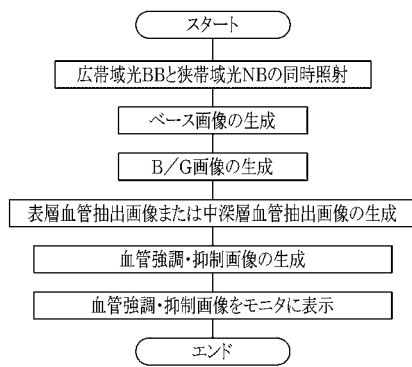 スタート
広帯域光BBと狭帯域光NBの同時照射
ベース画像の生成
B／G画像の生成
表層血管抽出画像または中深層血管抽出画像の生成
血管強調・抑制画像の生成
血管強調・抑制画像をモニタに表示
エンド